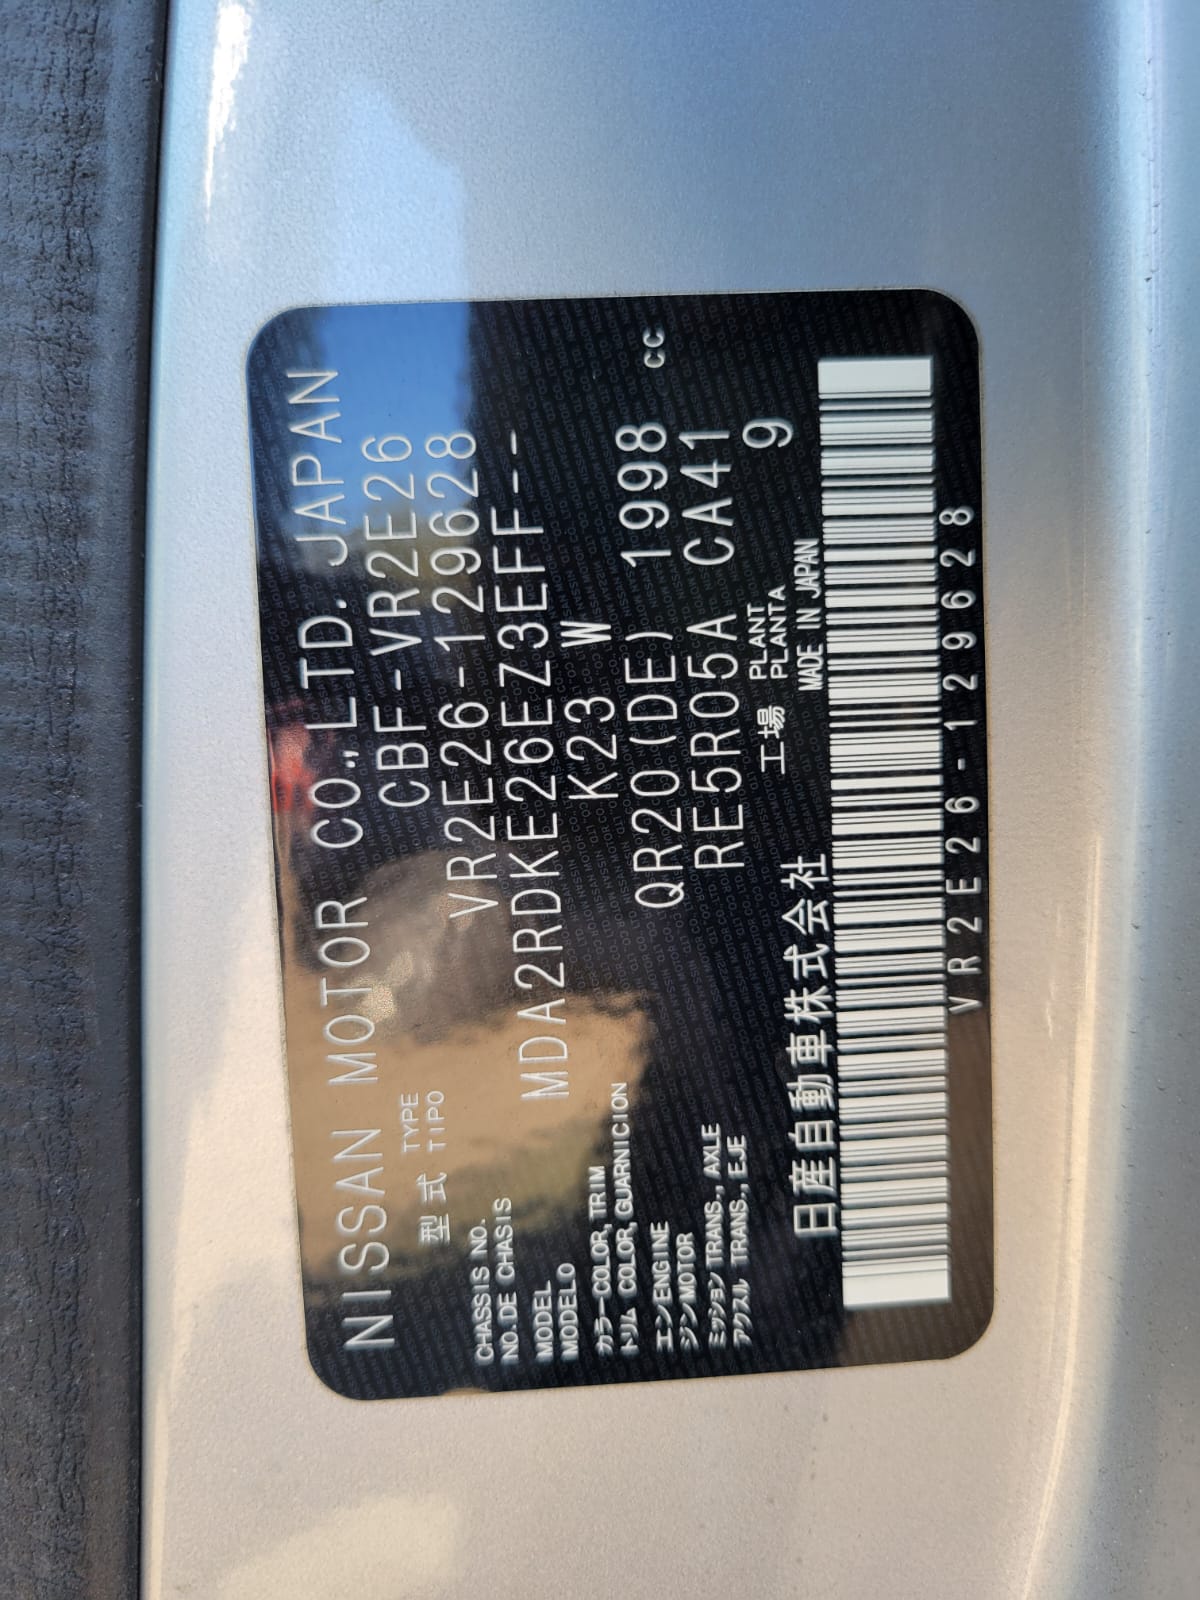 NISSAN MOTOR CO.,LTD. JAPAN
型式 TYPE TIPO CBF-VR2E26
CHASSIS NO. NO. DE CHASIS VR2E26-129628
MODEL MODELO MDA2RDKE26EZ3EFF---
カラー トリム COLOR, TRIM COLOR, GUARNICION K23 W
エンジン ENGINE MOTOR QR20(DE) 1998 cc
ミッション アクスル TRANS., AXLE TRANS., EJE RE5R05A CA41
工場 PLANT PLANTA 9
日産自動車株式会社 MADE IN JAPAN
VR2E26-129628